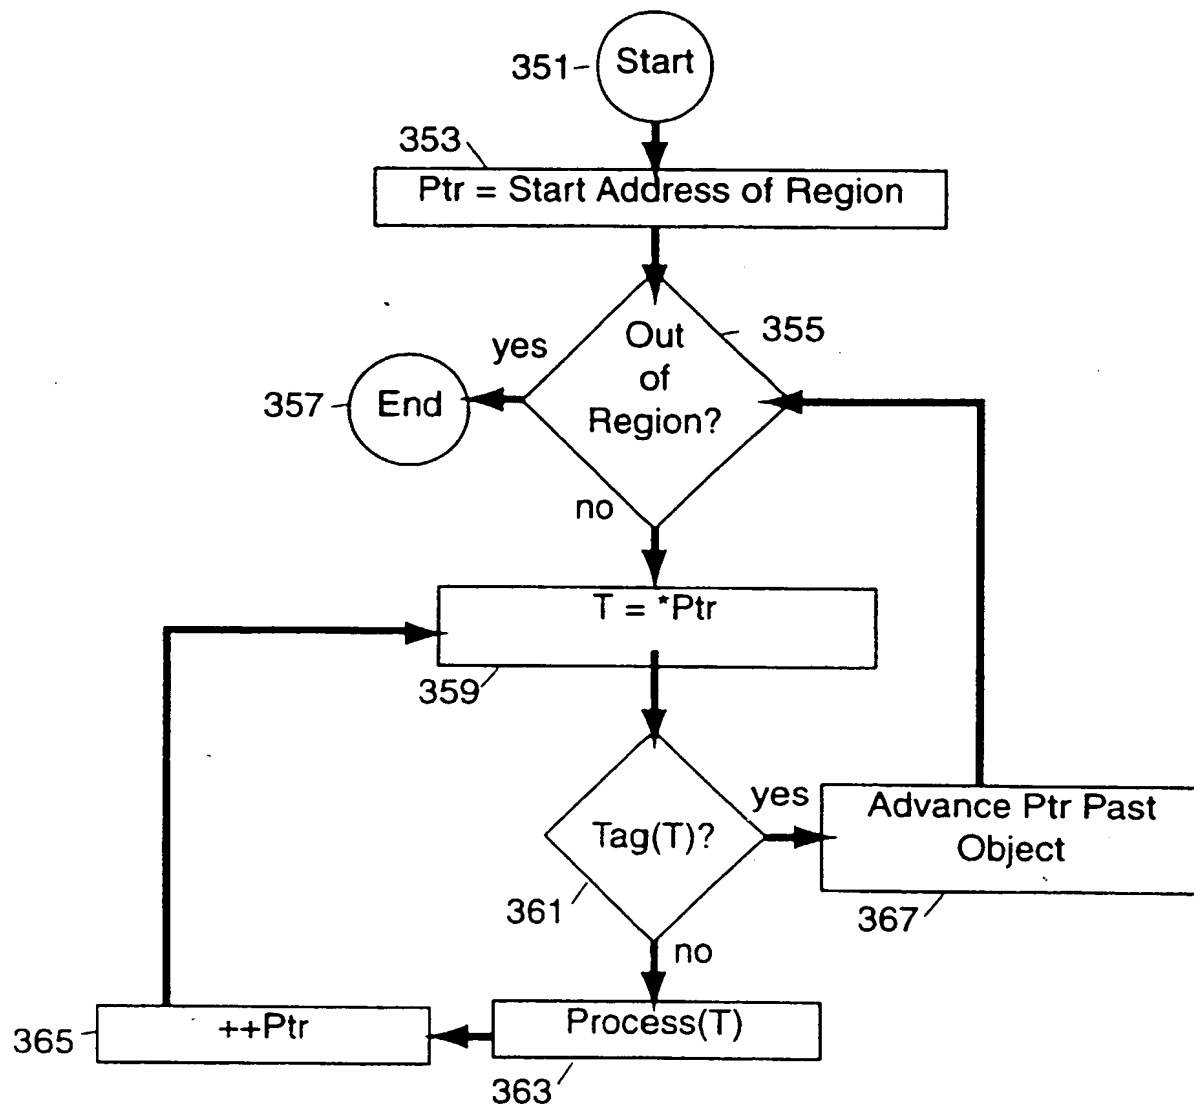 Start
351
353
Ptr = Start Address of Region
355
Out
of
Region?
yes
End
357
no
T = *Ptr
359
Tag(T)?
yes
361
Advance Ptr Past
Object
367
no
Process(T)
363
++Ptr
365